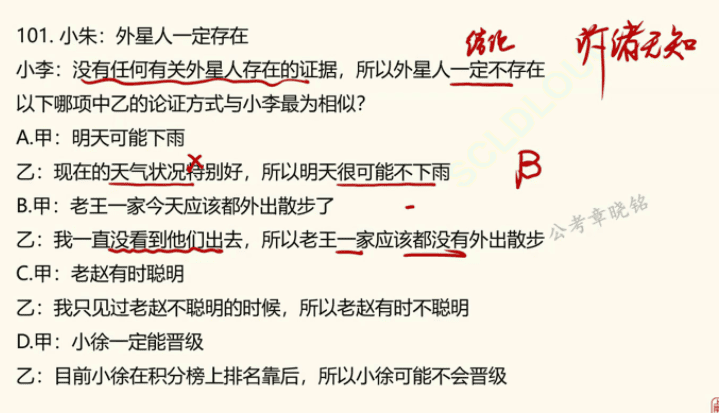 101. 小朱：外星人一定存在
结论
诉诸无知
小李：没有任何有关外星人存在的证据，所以外星人一定不存在
以下哪项中乙的论证方式与小李最为相似？
A.甲：明天可能下雨
乙：现在的天气状况特别好，所以明天很可能不下雨
B
B.甲：老王一家今天应该都外出散步了
乙：我一直没看到他们出去，所以老王一家应该都没有外出散步
公考章晓铭
C.甲：老赵有时聪明
乙：我只见过老赵不聪明的时候，所以老赵有时不聪明
D.甲：小徐一定能晋级
乙：目前小徐在积分榜上排名靠后，所以小徐可能不会晋级